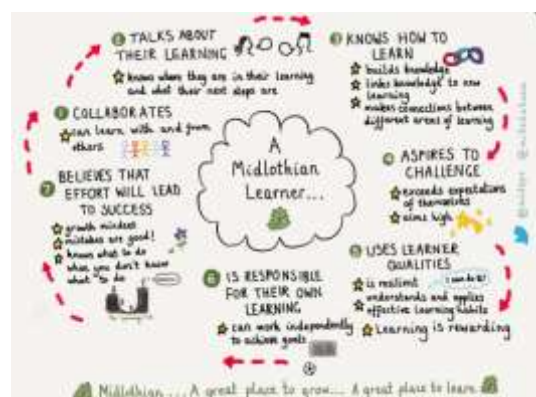 TALKS ABOUT
THEIR LEARNING
knows where they are in their learning
and what their next steps are
KNOWS HOW TO
LEARN
builds knowledge
links knowledge to new
learning
makes connections between
different areas of learning
ASPIRES TO
CHALLENGE
exceeds expectations
of themselves
aims high
USES LEARNER
QUALITIES
is resilient
I can do it!
understands and applies
effective learning habits
Learning is rewarding
IS RESPONSIBLE
FOR THEIR OWN
LEARNING
can work independently
to achieve goals
BELIEVES THAT
EFFORT WILL LEAD
TO SUCCESS
growth mindset
mistakes are good!
knows what to do
when you don't know
what to do
COLLABORATES
can learn with and from
others
A
Midlothian
Learner...
Midlothian... A great place to grow... A great place to learn